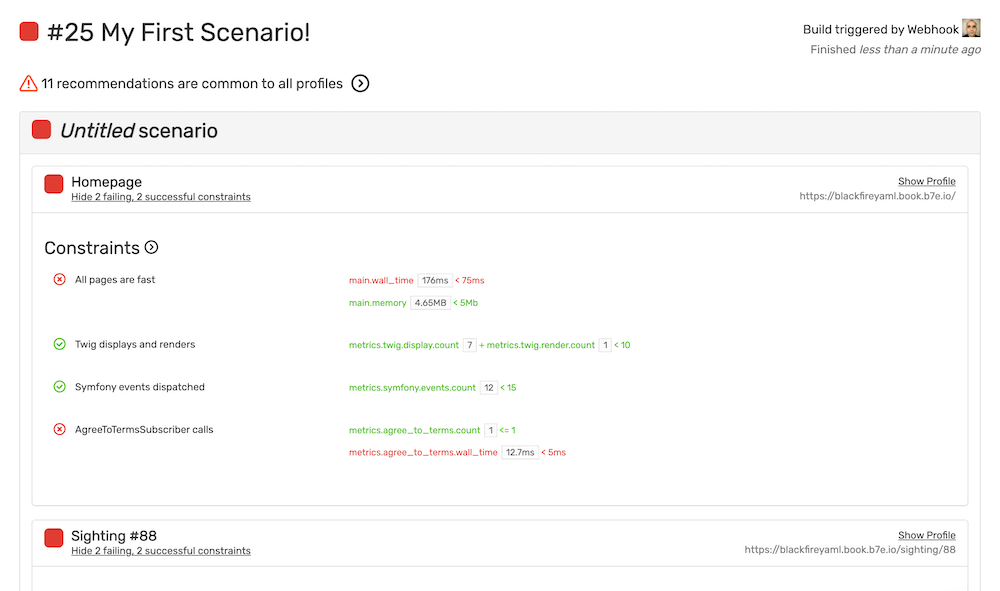 #25 My First Scenario!
Build triggered by Webhook
Finished less than a minute ago
11 recommendations are common to all profiles
Untitled scenario
Homepage
Show Profile
Hide 2 failing, 2 successful constraints
https://blackfireyaml.book.b7e.io/
Constraints
All pages are fast
main.wall_time 176ms < 75ms
main.memory 4.65MB < 5Mb
Twig displays and renders
metrics.twig.display.count 7 + metrics.twig.render.count 1 < 10
Symfony events dispatched
metrics.symfony.events.count 12 < 15
AgreeToTermsSubscriber calls
metrics.agree_to_terms.count 1 <= 1
metrics.agree_to_terms.wall_time 12.7ms < 5ms
Sighting #88
Show Profile
Hide 2 failing, 2 successful constraints
https://blackfireyaml.book.b7e.io/sighting/88